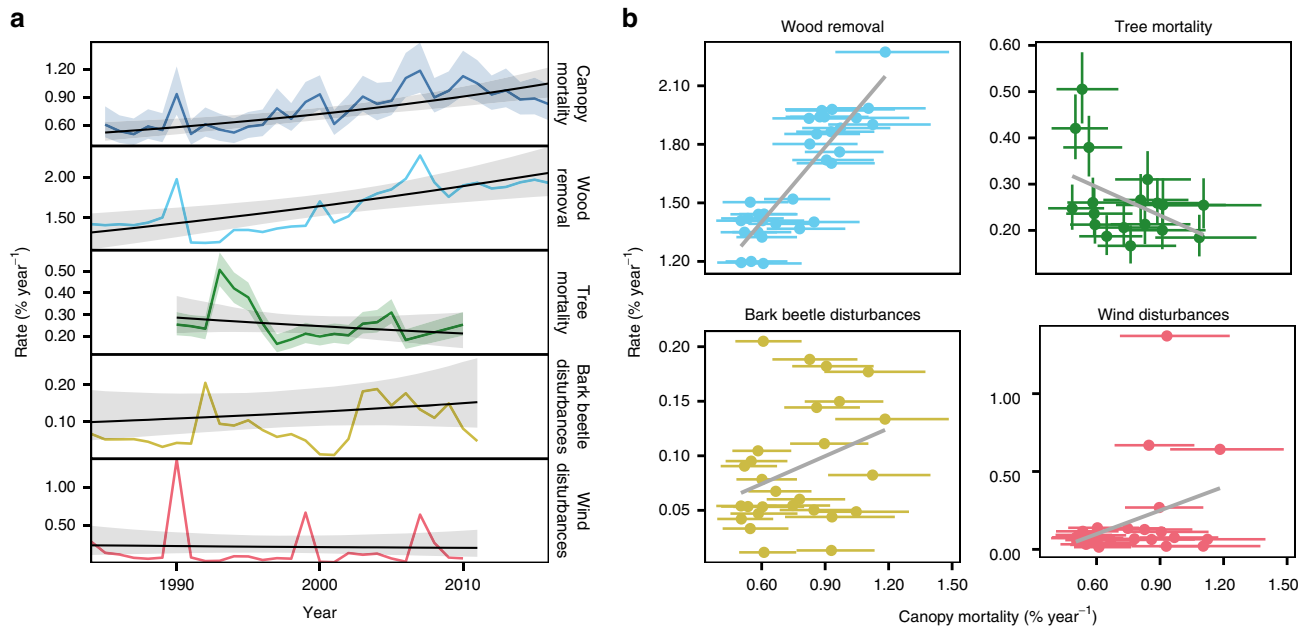 a
Rate (% year⁻¹)
1.20
0.90
0.60
Canopy
mortality
2.00
1.50
Wood
removal
0.50
0.40
0.30
0.20
Tree
mortality
0.20
0.10
Bark beetle
disturbances
1.00
0.50
Wind
disturbances
1990
2000
2010
Year
b
Rate (% year⁻¹)
Wood removal
2.10
1.80
1.50
1.20
Tree mortality
0.60
0.50
0.40
0.30
0.20
Bark beetle disturbances
0.20
0.15
0.10
0.05
0.60
0.90
1.20
1.50
Wind disturbances
1.00
0.50
0.00
0.60
0.90
1.20
1.50
Canopy mortality (% year⁻¹)